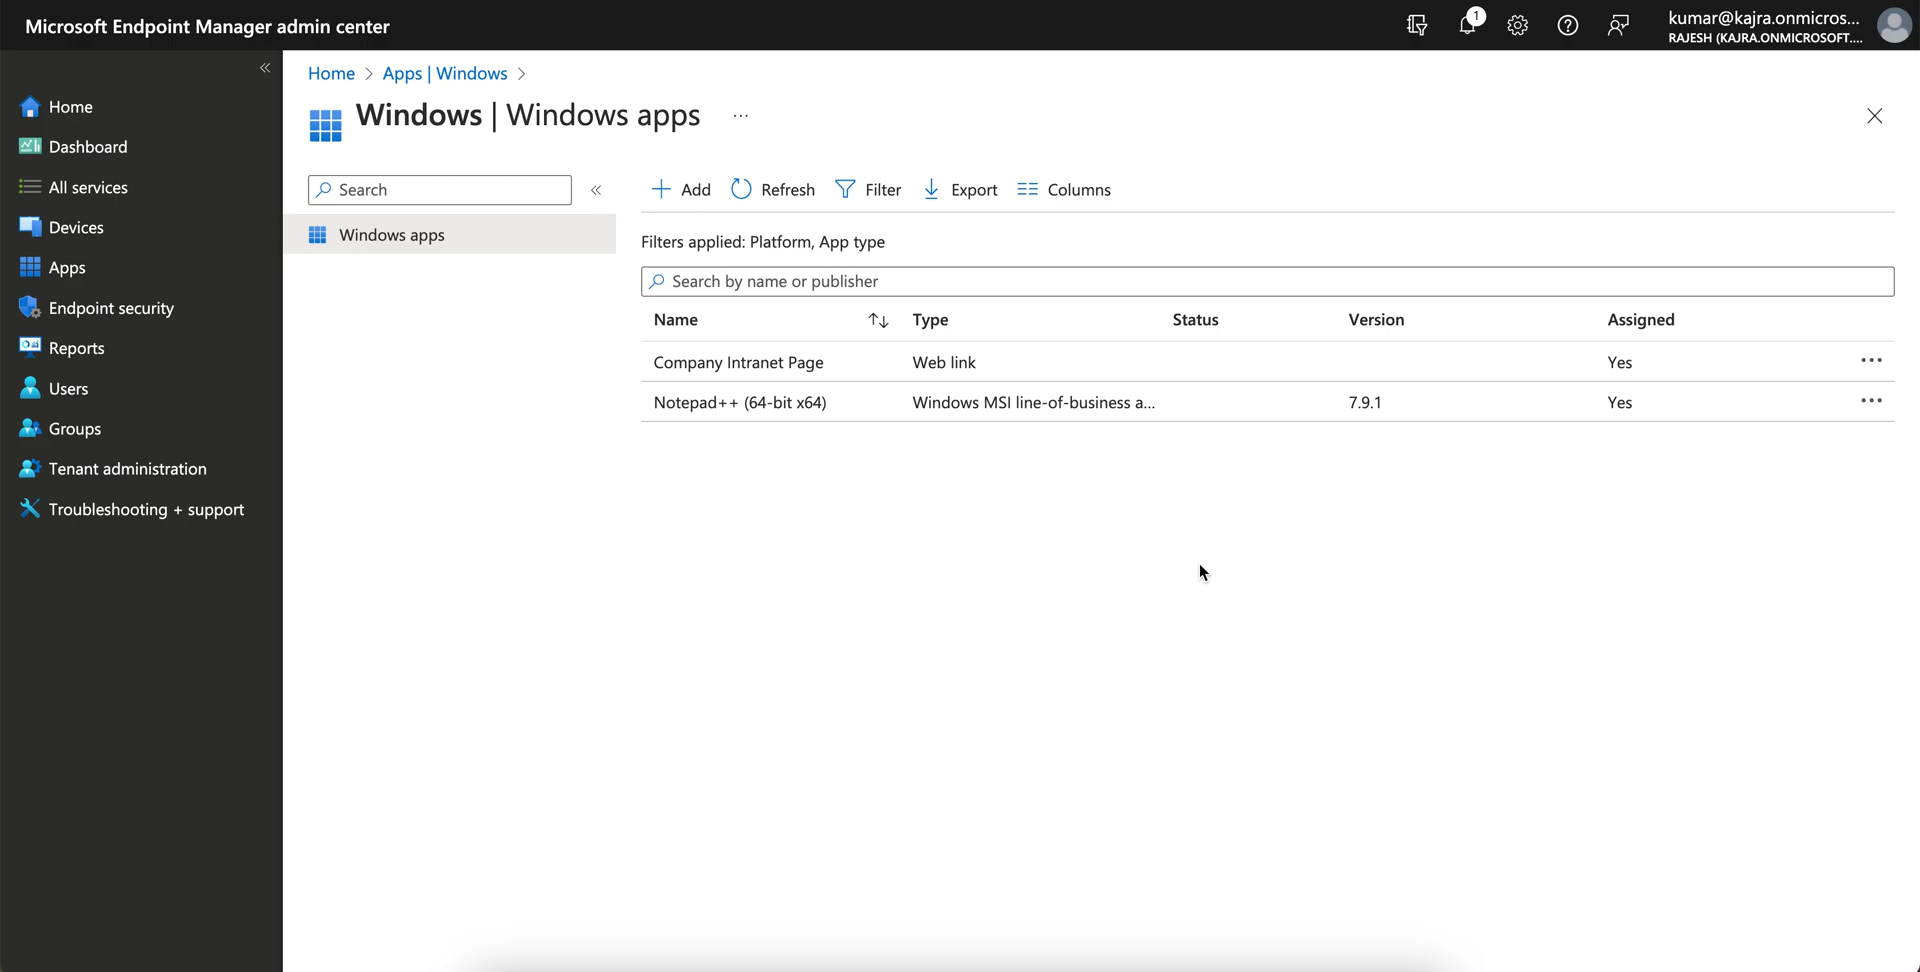 Microsoft Endpoint Manager admin center
1
kumar@kajra.onmicros...
RAJESH (KAJRA.ONMICROSOFT....
Home
Dashboard
All services
Devices
Apps
Endpoint security
Reports
Users
Groups
Tenant administration
Troubleshooting + support
Home > Apps | Windows >
Windows | Windows apps ...
Search
Windows apps
Add Refresh Filter Export Columns
Filters applied: Platform, App type
Search by name or publisher
Name Type Status Version Assigned
Company Intranet Page Web link Yes
Notepad++ (64-bit x64) Windows MSI line-of-business a... 7.9.1 Yes